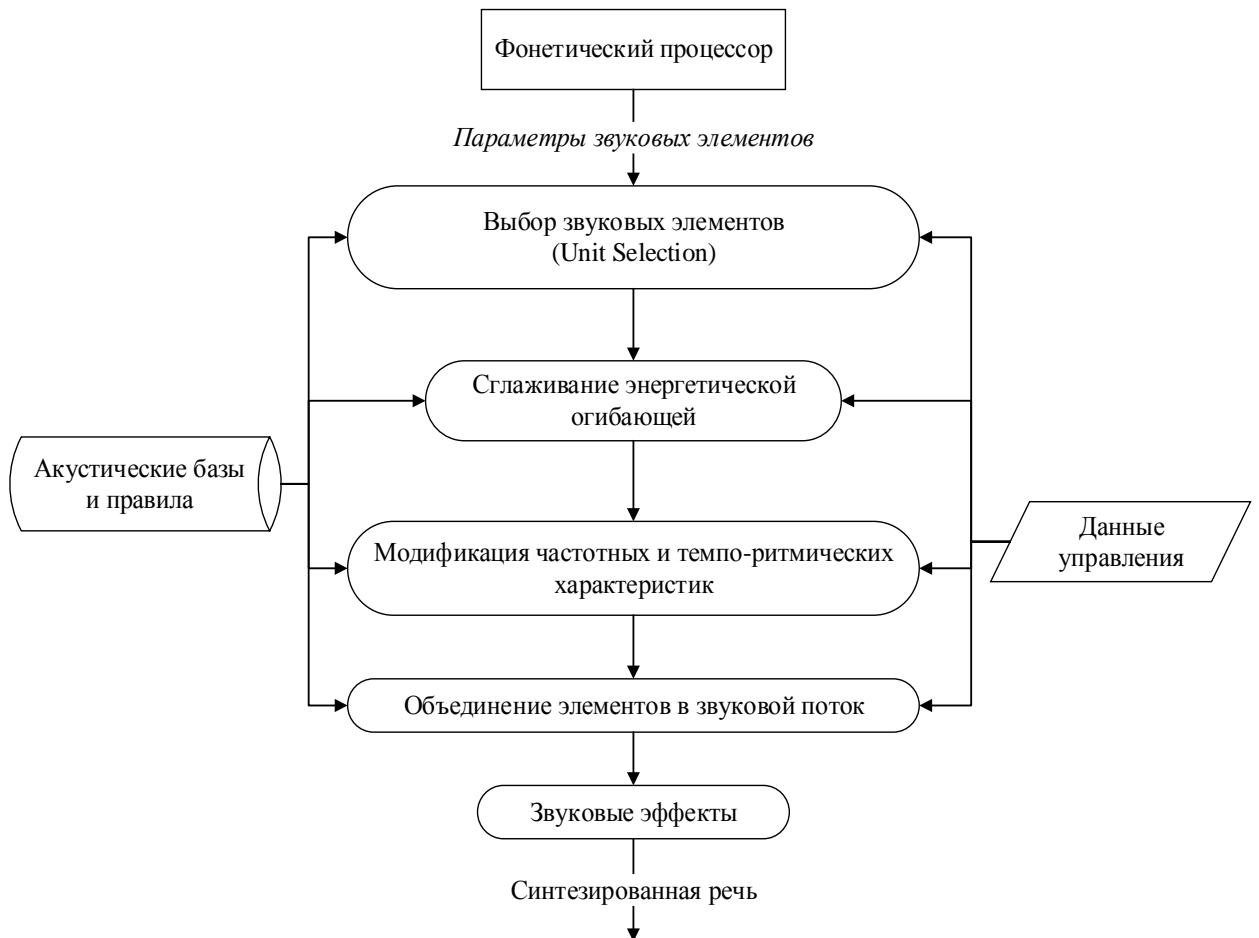 Фонетический процессор
Параметры звуковых элементов
Выбор звуковых элементов
(Unit Selection)
Сглаживание энергетической
огибающей
Акустические базы
и правила
Данные
управления
Модификация частотных и темпо-ритмических
характеристик
Объединение элементов в звуковой поток
Звуковые эффекты
Синтезированная речь